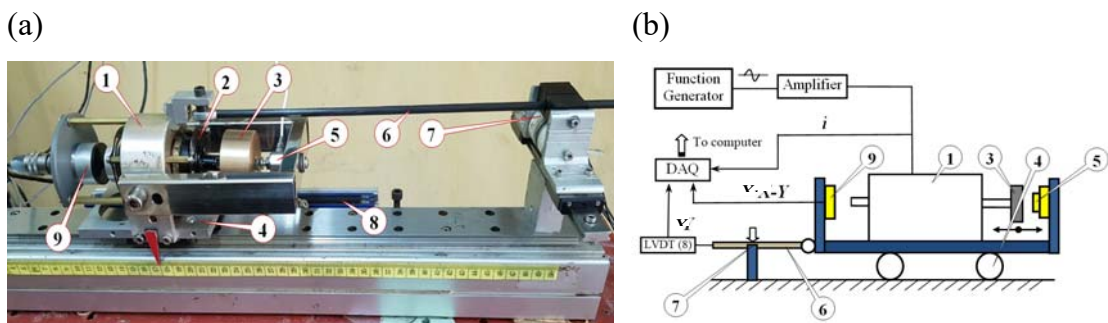 (a)
(b)
1
2
3
4
5
6
7
8
9
Function
Generator
Amplifier
i
To computer
DAQ
LVDT (8)
9
1
3
4
5
7
6